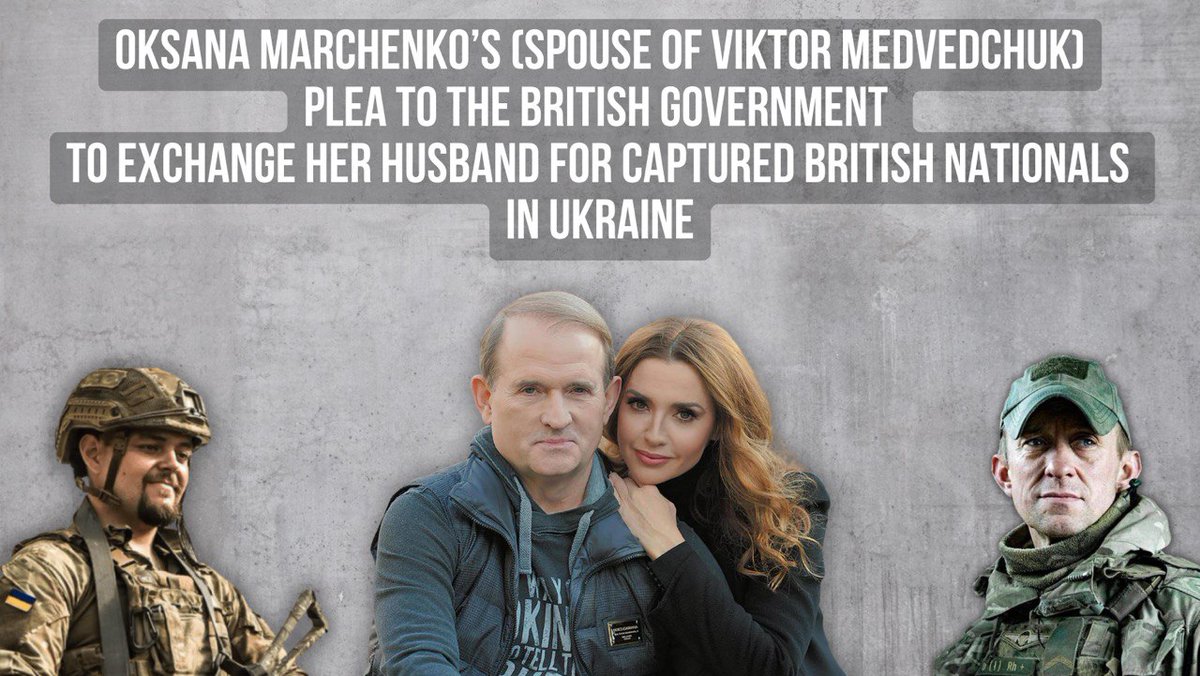 OKSANA MARCHENKO'S (SPOUSE OF VIKTOR MEDVEDCHUK)
PLEA TO THE BRITISH GOVERNMENT
TO EXCHANGE HER HUSBAND FOR CAPTURED BRITISH NATIONALS
IN UKRAINE
Rh +